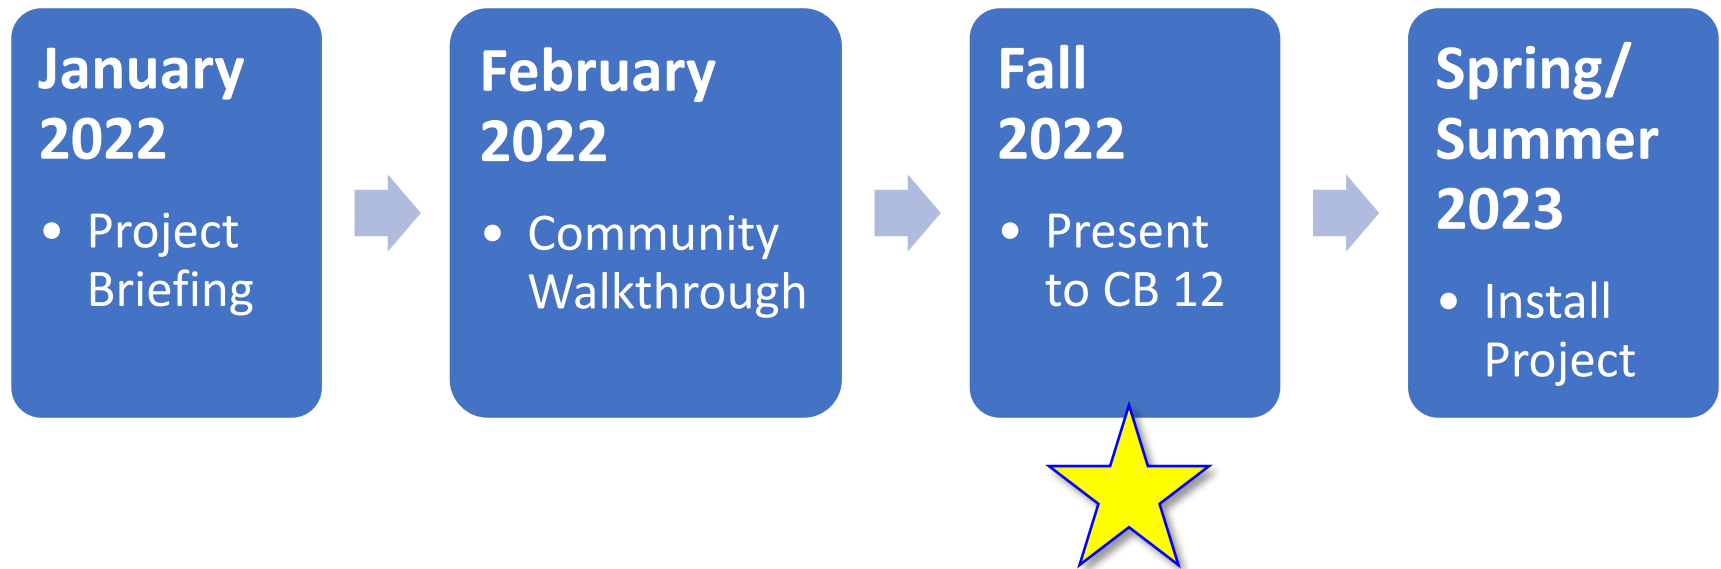 January
2022
• Project
Briefing
February
2022
• Community
Walkthrough
Fall
2022
• Present
to CB 12
Spring/
Summer
2023
• Install
Project